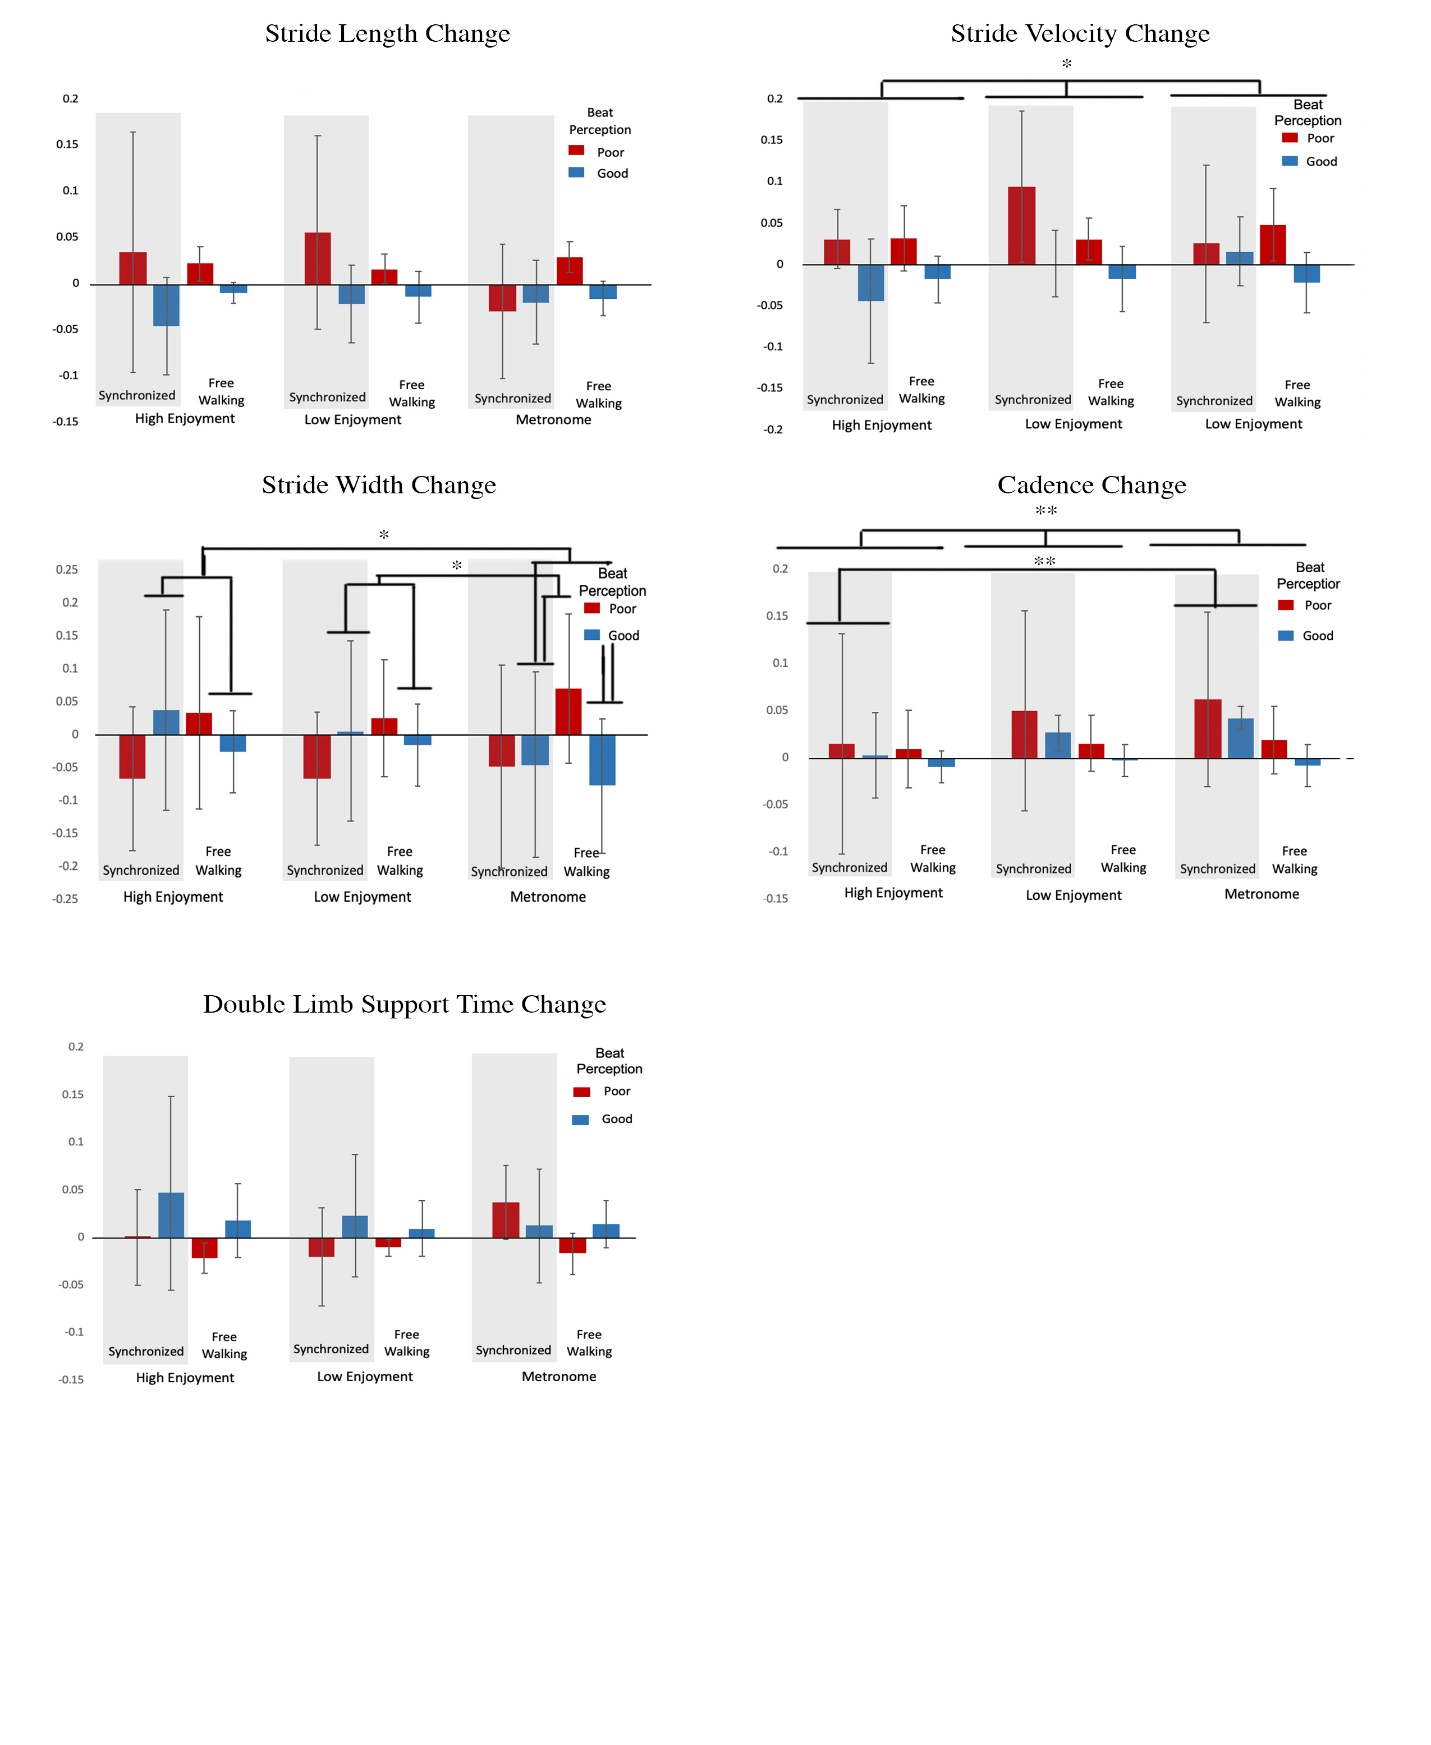 Stride Length Change
0.2
0.15
0.1
0.05
0
-0.05
-0.1
-0.15
Beat
Perception
Poor
Good
Synchronized
Free
Walking
High Enjoyment
Synchronized
Free
Walking
Low Enjoyment
Synchronized
Free
Walking
Metronome
Stride Velocity Change
*
0.2
0.15
0.1
0.05
0
-0.05
-0.1
-0.15
-0.2
Beat
Perception
Poor
Good
Synchronized
Free
Walking
High Enjoyment
Synchronized
Free
Walking
Low Enjoyment
Synchronized
Free
Walking
Low Enjoyment
Stride Width Change
*
*
0.25
0.2
0.15
0.1
0.05
0
-0.05
-0.1
-0.15
-0.2
-0.25
Beat
Perception
Poor
Good
Synchronized
Free
Walking
High Enjoyment
Synchronized
Free
Walking
Low Enjoyment
Synchronized
Free
Walking
Metronome
Cadence Change
**
**
0.2
0.15
0.1
0.05
0
-0.05
-0.1
-0.15
Beat
Perceptior
Poor
Good
Synchronized
Free
Walking
High Enjoyment
Synchronized
Free
Walking
Low Enjoyment
Synchronized
Free
Walking
Metronome
Double Limb Support Time Change
0.2
0.15
0.1
0.05
0
-0.05
-0.1
-0.15
Beat
Perception
Poor
Good
Synchronized
Free
Walking
High Enjoyment
Synchronized
Free
Walking
Low Enjoyment
Synchronized
Free
Walking
Metronome